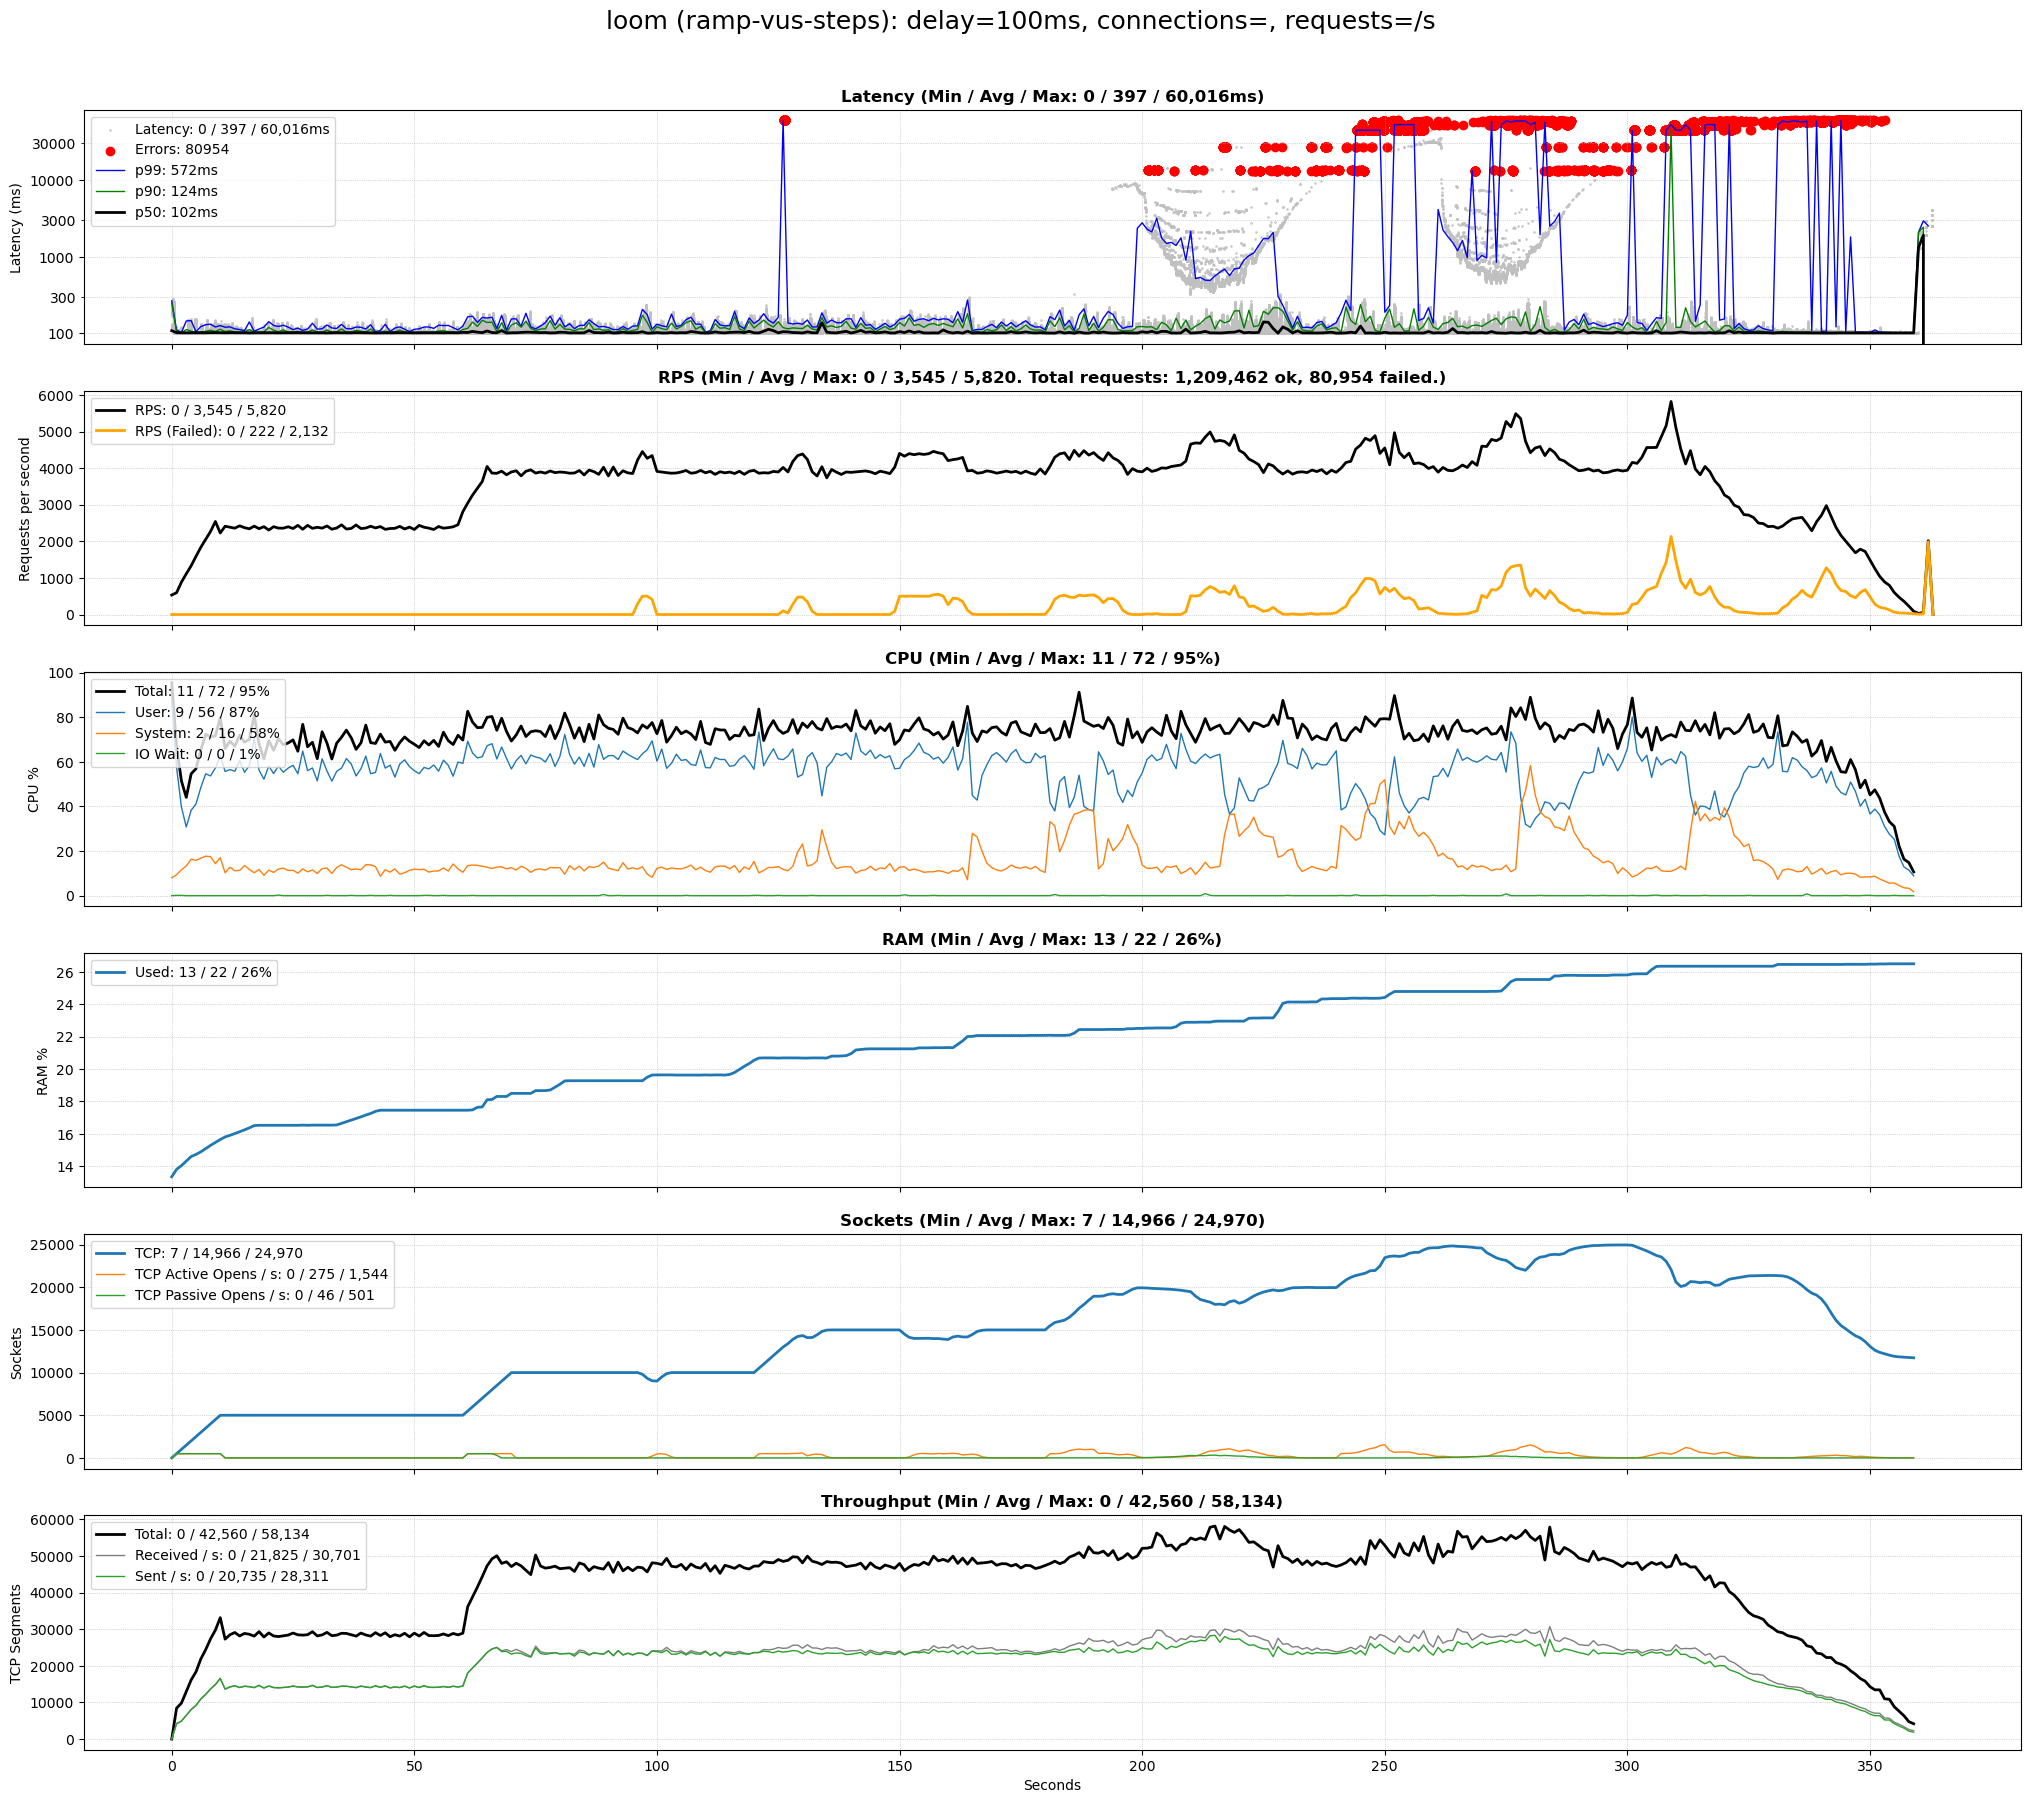 loom (ramp-vus-steps): delay=100ms, connections=, requests=/s
Latency (Min / Avg / Max: 0 / 397 / 60,016ms)
Latency (ms)
30000
10000
3000
1000
300
100
Latency: 0 / 397 / 60,016ms
Errors: 80954
p99: 572ms
p90: 124ms
p50: 102ms
RPS (Min / Avg / Max: 0 / 3,545 / 5,820. Total requests: 1,209,462 ok, 80,954 failed.)
Requests per second
6000
5000
4000
3000
2000
1000
0
RPS: 0 / 3,545 / 5,820
RPS (Failed): 0 / 222 / 2,132
CPU (Min / Avg / Max: 11 / 72 / 95%)
CPU %
100
80
60
40
20
0
Total: 11 / 72 / 95%
User: 9 / 56 / 87%
System: 2 / 16 / 58%
IO Wait: 0 / 0 / 1%
RAM (Min / Avg / Max: 13 / 22 / 26%)
RAM %
26
24
22
20
18
16
14
Used: 13 / 22 / 26%
Sockets (Min / Avg / Max: 7 / 14,966 / 24,970)
Sockets
25000
20000
15000
10000
5000
0
TCP: 7 / 14,966 / 24,970
TCP Active Opens / s: 0 / 275 / 1,544
TCP Passive Opens / s: 0 / 46 / 501
Throughput (Min / Avg / Max: 0 / 42,560 / 58,134)
TCP Segments
60000
50000
40000
30000
20000
10000
0
Total: 0 / 42,560 / 58,134
Received / s: 0 / 21,825 / 30,701
Sent / s: 0 / 20,735 / 28,311
0 50 100 150 200 250 300 350
Seconds